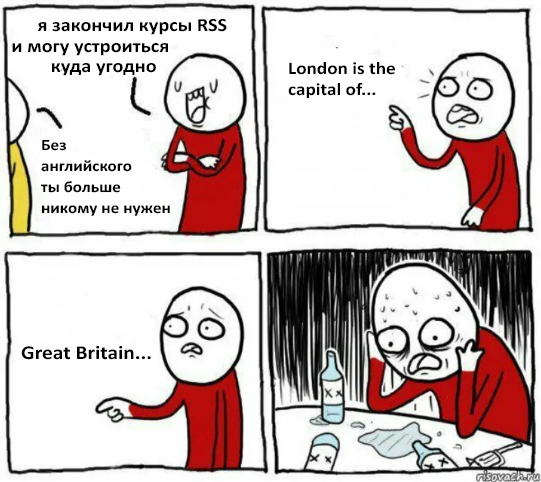 я закончил курсы RSS
и могу устроиться
куда угодно
Без
английского
ты больше
никому не нужен
London is the
capital of...
Great Britain...
x x
x x
x x
risovach.ru